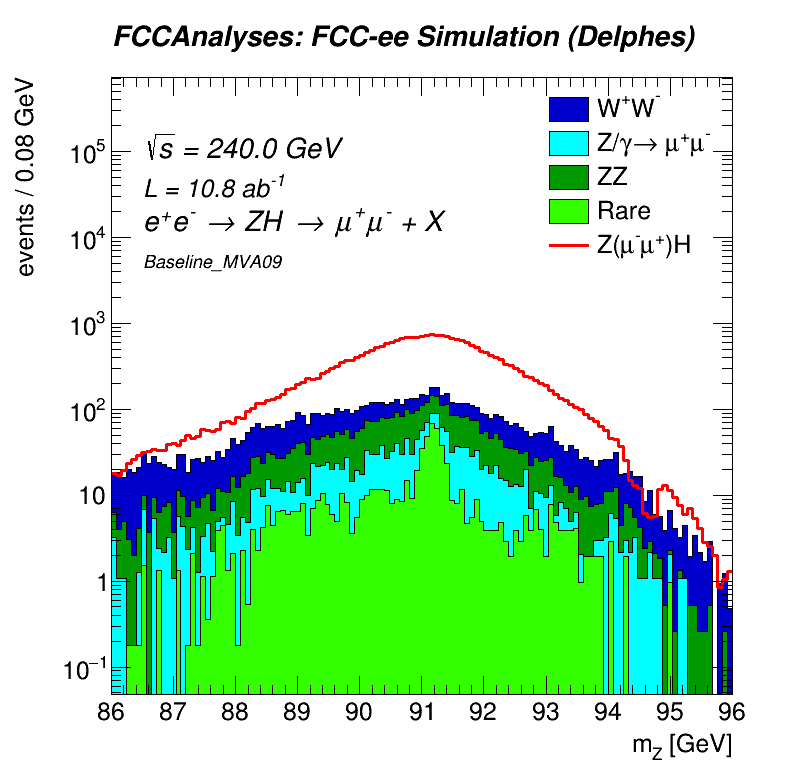 FCCAnalyses: FCC-ee Simulation (Delphes)
events / 0.08 GeV
√s = 240.0 GeV
L = 10.8 ab⁻¹
e⁺e⁻ → ZH → μ⁺μ⁻ + X
Baseline_MVA09
W⁺W⁻
Z/γ→ μ⁺μ⁻
ZZ
Rare
Z(μ⁻μ⁺)H
10⁵
10⁴
10³
10²
10
1
10⁻¹
86 87 88 89 90 91 92 93 94 95 96
m_Z [GeV]